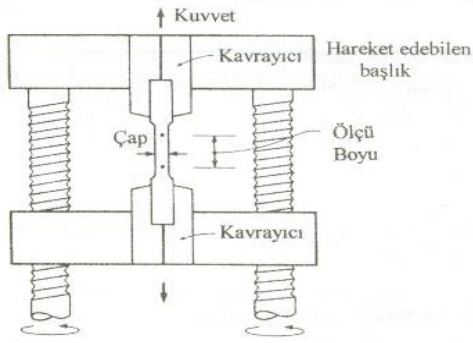 Kuvvet
Kavrayıcı
Hareket edebilen
başlık
Çap
Ölçü
Boyu
Kavrayıcı